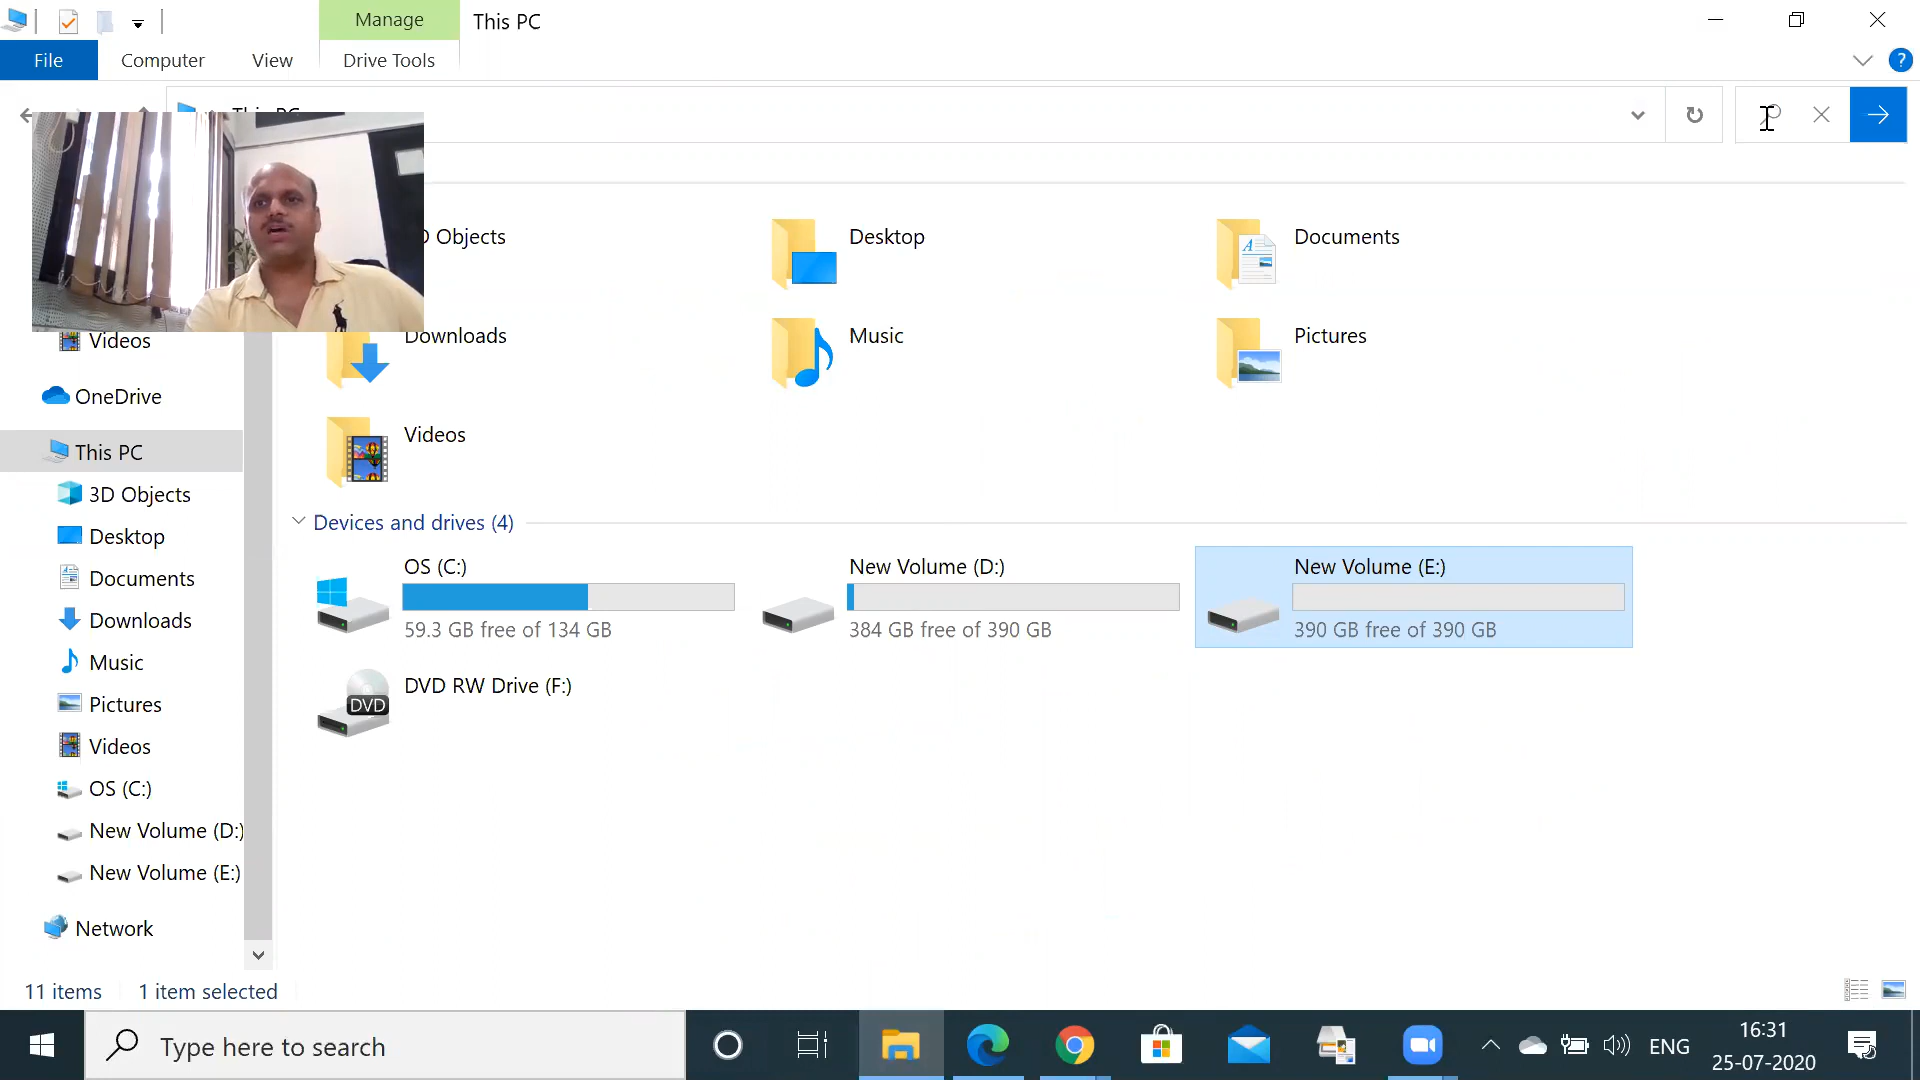 Manage
This PC
File
Computer
View
Drive Tools
?
This PC
D Objects
Desktop
Documents
Downloads
Music
Pictures
Videos
Videos
OneDrive
This PC
3D Objects
Desktop
Documents
Downloads
Music
Pictures
Videos
OS (C:)
New Volume (D:)
New Volume (E:)
Network
Devices and drives (4)
OS (C:)
59.3 GB free of 134 GB
New Volume (D:)
384 GB free of 390 GB
New Volume (E:)
390 GB free of 390 GB
DVD RW Drive (F:)
DVD
11 items
1 item selected
Type here to search
ENG
16:31
25-07-2020